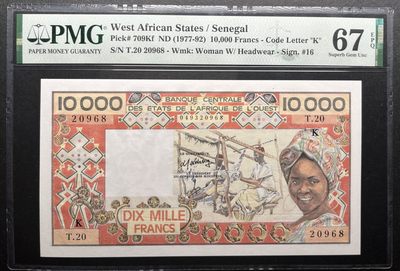 PMG
PAPER MONEY GUARANTY
West African States / Senegal
Pick# 709Kf ND (1977-92) 10,000 Francs - Code Letter "K"
S/N T.20 20968 - Wmk: Woman W/ Headwear - Sign. #16
67 EPQ
Superb Gem Unc
10000
BANQUE CENTRALE
DES ETATS DE L'AFRIQUE DE L'OUEST
10 000
20968
049320968
T.20
K
K
T.20
DIX MILLE
FRANCS
20968